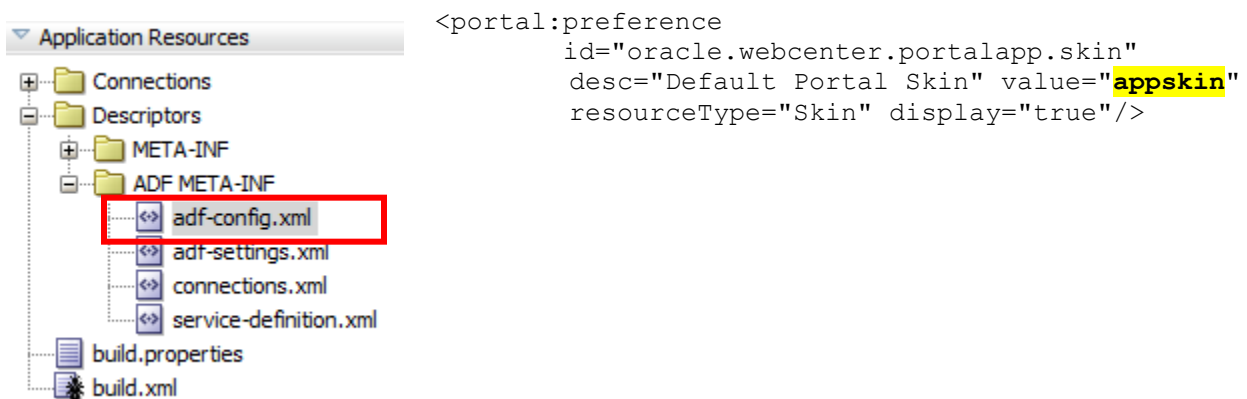 Application Resources
Connections
Descriptors
META-INF
ADF META-INF
adf-config.xml
adf-settings.xml
connections.xml
service-definition.xml
build.properties
build.xml
<portal:preference
id="oracle.webcenter.portalapp.skin"
desc="Default Portal Skin" value="appskin"
resourceType="Skin" display="true"/>